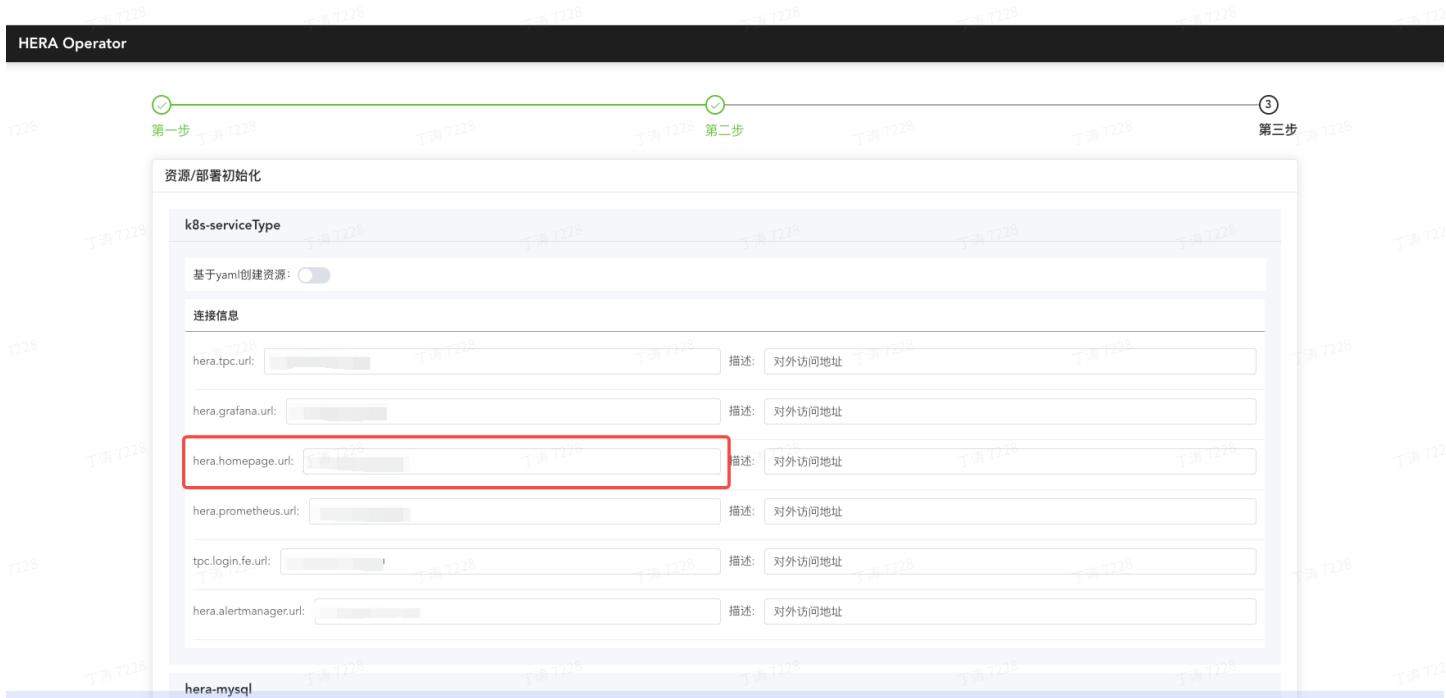 HERA Operator
3
第一步
第二步
第三步
资源/部署初始化
k8s-serviceType
基于yaml创建资源:
连接信息
hera.tpc.url: 描述: 对外访问地址
hera.grafana.url: 描述: 对外访问地址
hera.homepage.url: 描述: 对外访问地址
hera.prometheus.url: 描述: 对外访问地址
tpc.login.fe.url: 描述: 对外访问地址
hera.alertmanager.url: 描述: 对外访问地址
hera-mysql
丁涛 7228